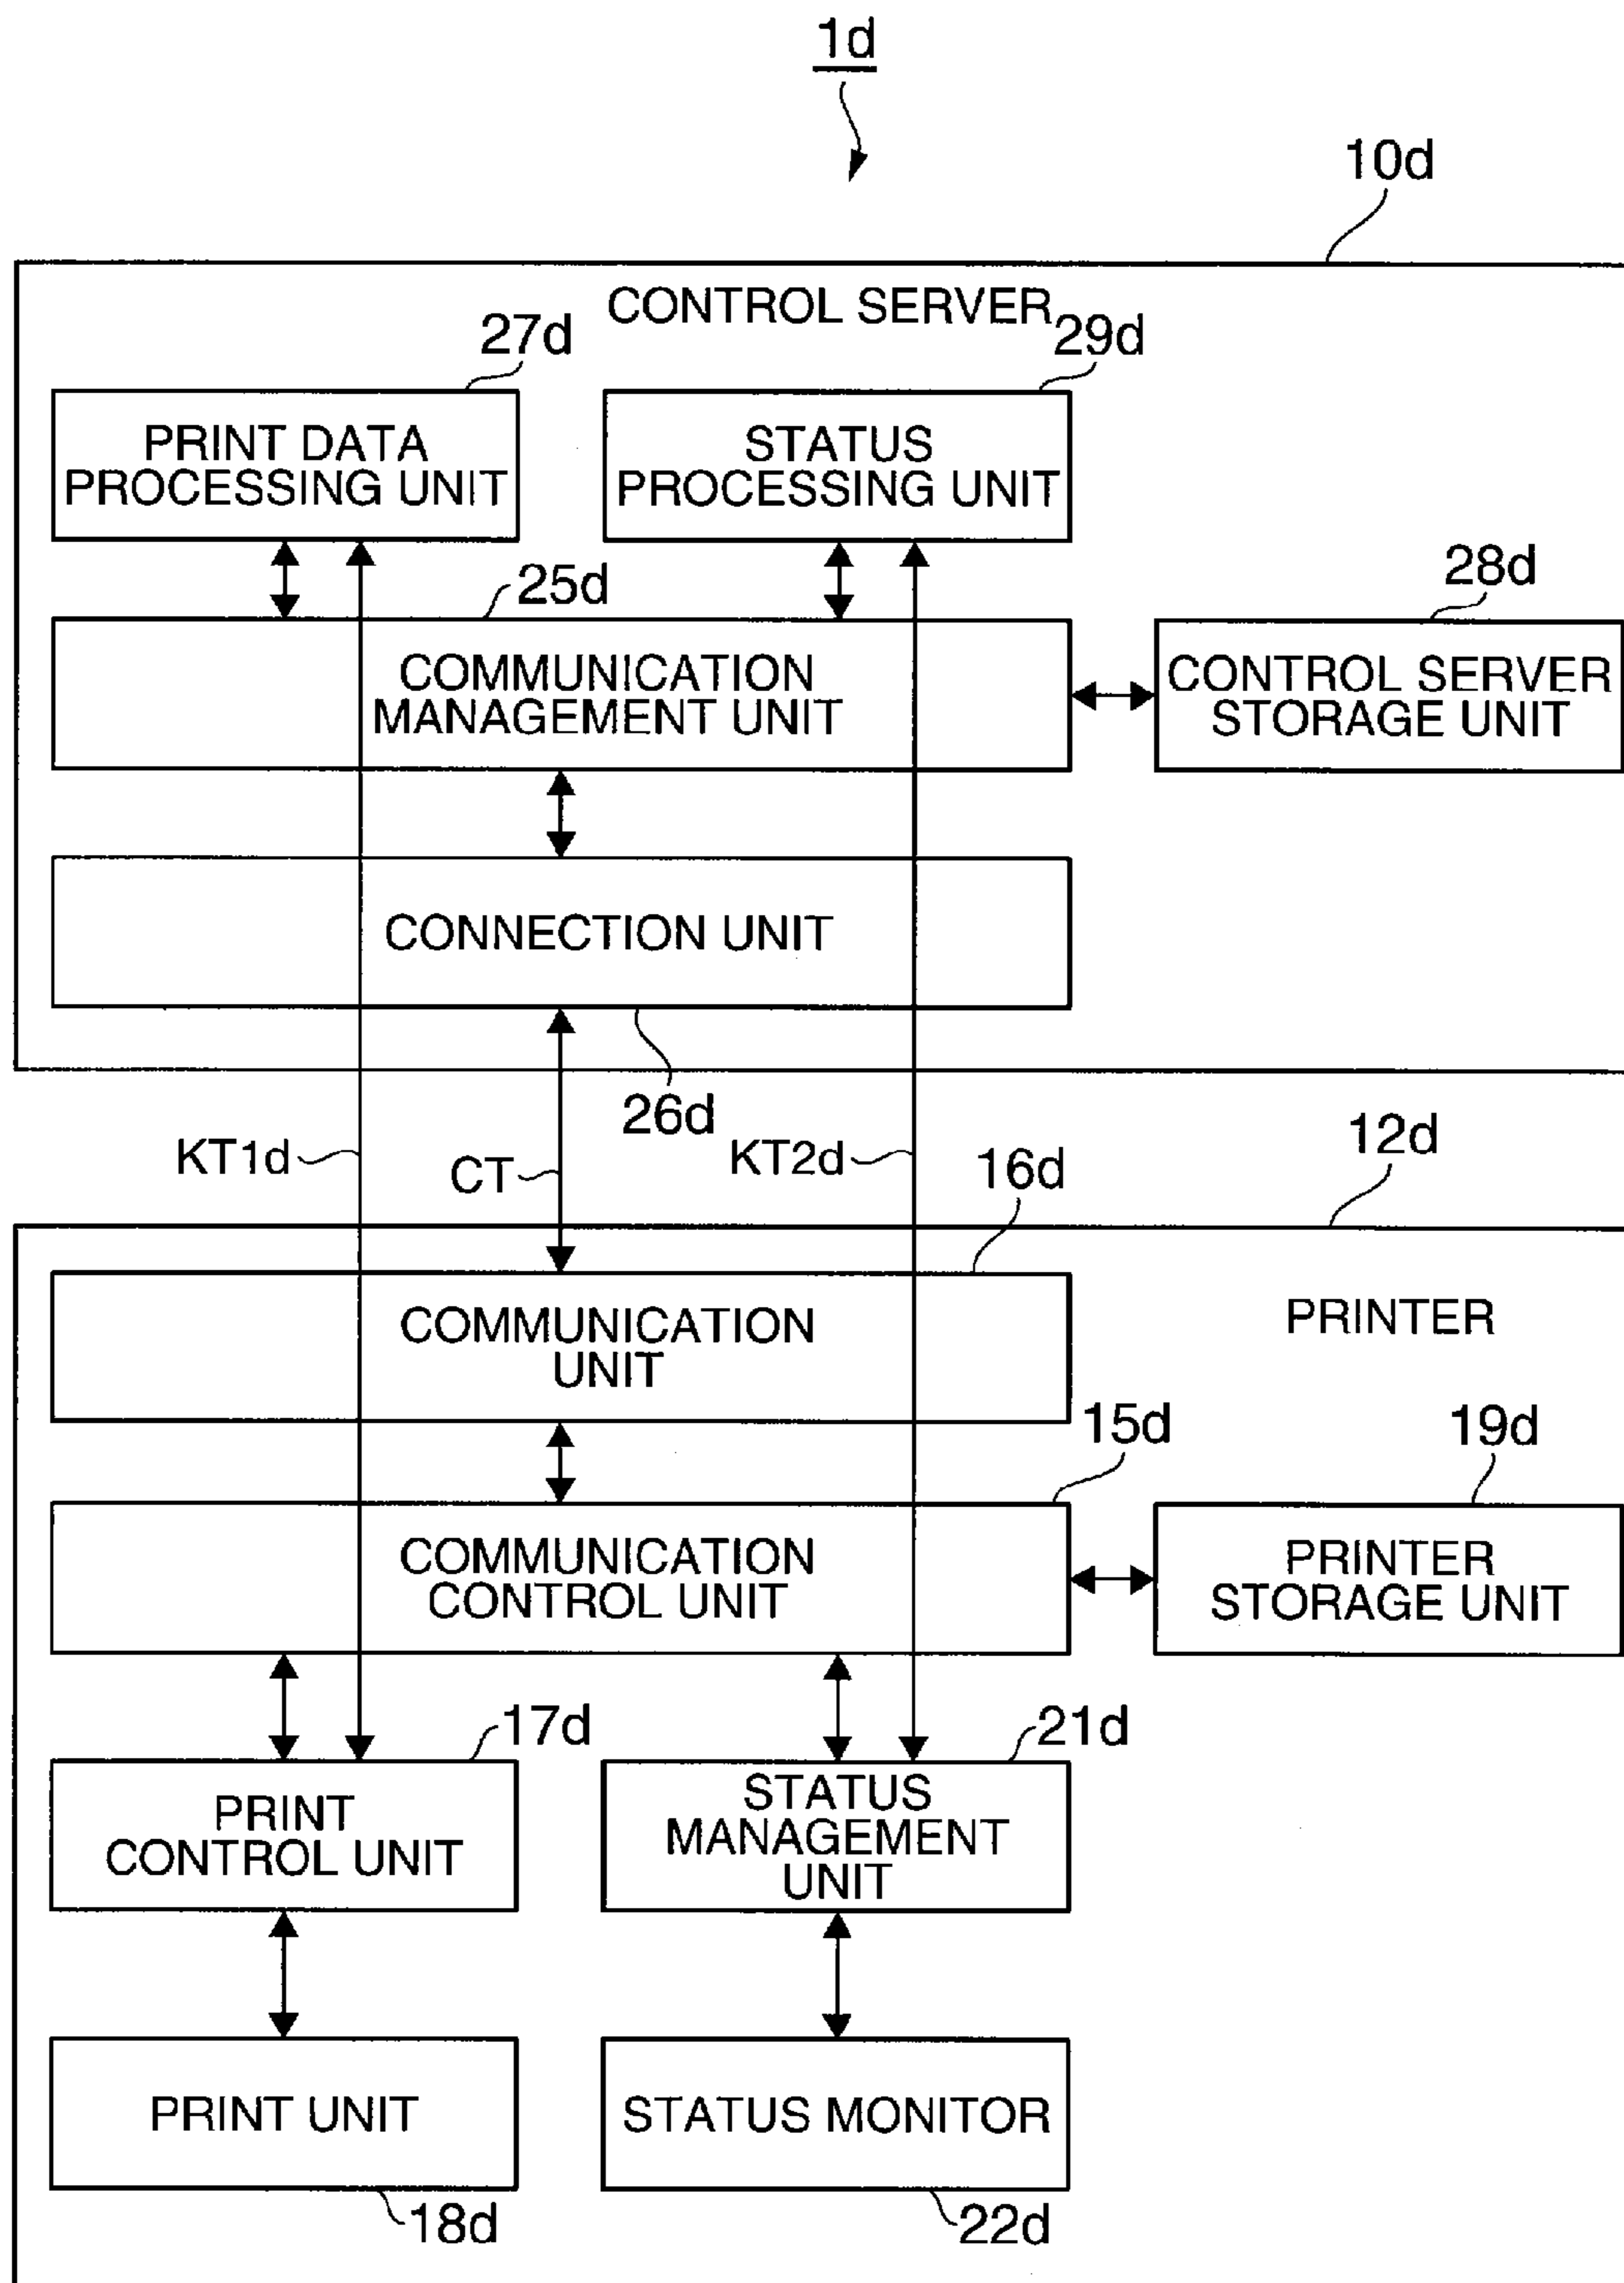 1d
10d
CONTROL SERVER
27d
29d
PRINT DATA
PROCESSING UNIT
STATUS
PROCESSING UNIT
25d
28d
COMMUNICATION
MANAGEMENT UNIT
CONTROL SERVER
STORAGE UNIT
CONNECTION UNIT
26d
KT1d
CT
KT2d
16d
12d
COMMUNICATION
UNIT
PRINTER
15d
19d
COMMUNICATION
CONTROL UNIT
PRINTER
STORAGE UNIT
17d
21d
PRINT
CONTROL UNIT
STATUS
MANAGEMENT
UNIT
PRINT UNIT
STATUS MONITOR
18d
22d